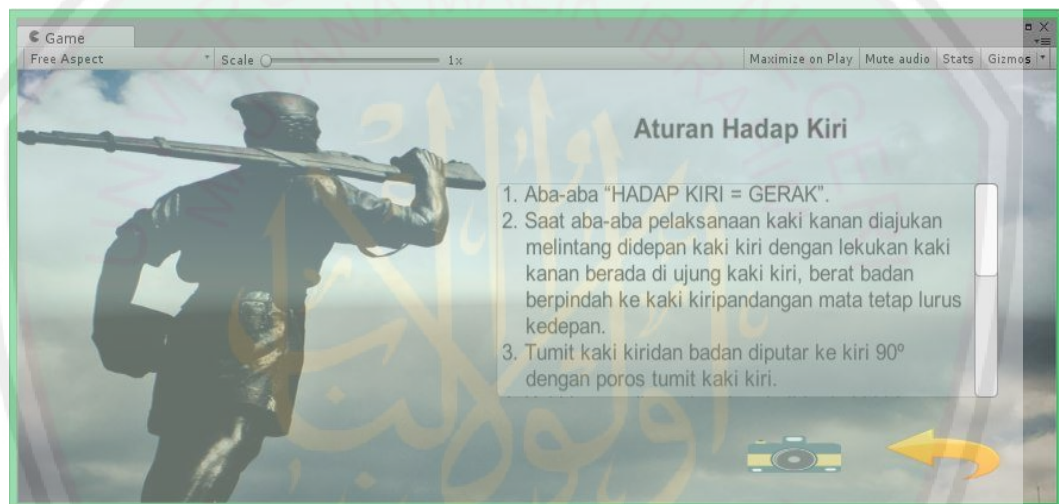 Game
Free Aspect Scale 1x Maximize on Play Mute audio Stats Gizmos
Aturan Hadap Kiri
1. Aba-aba “HADAP KIRI = GERAK”.
2. Saat aba-aba pelaksanaan kaki kanan diajukan
melintang didepan kaki kiri dengan lekukan kaki
kanan berada di ujung kaki kiri, berat badan
berpindah ke kaki kiripandangan mata tetap lurus
kedepan.
3. Tumit kaki kiridan badan diputar ke kiri 90º
dengan poros tumit kaki kiri.